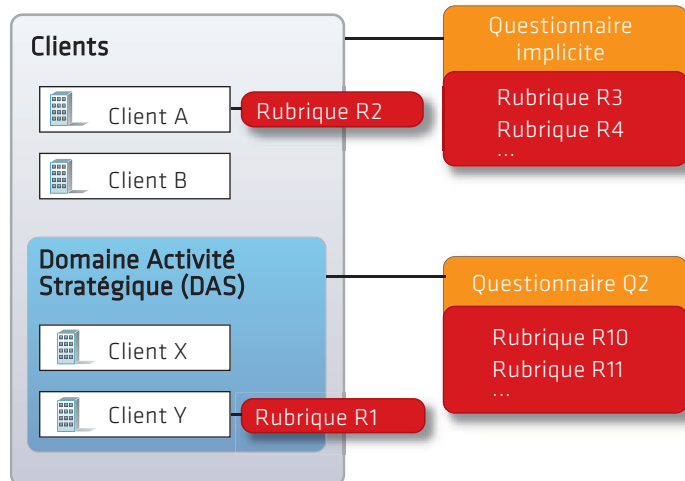 Clients
Client A
Rubrique R2
Client B
Domaine Activité
Stratégique (DAS)
Client X
Client Y
Rubrique R1
Questionnaire
implicite
Rubrique R3
Rubrique R4
...
Questionnaire Q2
Rubrique R10
Rubrique R11
...